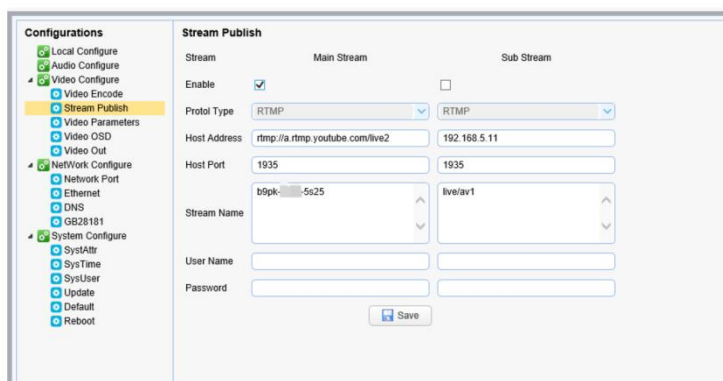 Configurations
Local Configure
Audio Configure
Video Configure
Video Encode
Stream Publish
Video Parameters
Video OSD
Video Out
NetWork Configure
Network Port
Ethernet
DNS
GB28181
System Configure
SystAttr
SysTime
SysUser
Update
Default
Reboot
Stream Publish
Stream Main Stream Sub Stream
Enable
Protol Type RTMP RTMP
Host Address rtmp://a.rtmp.youtube.com/live2 192.168.5.11
Host Port 1935 1935
Stream Name b9pk- -5s25 live/av1
User Name
Password
Save